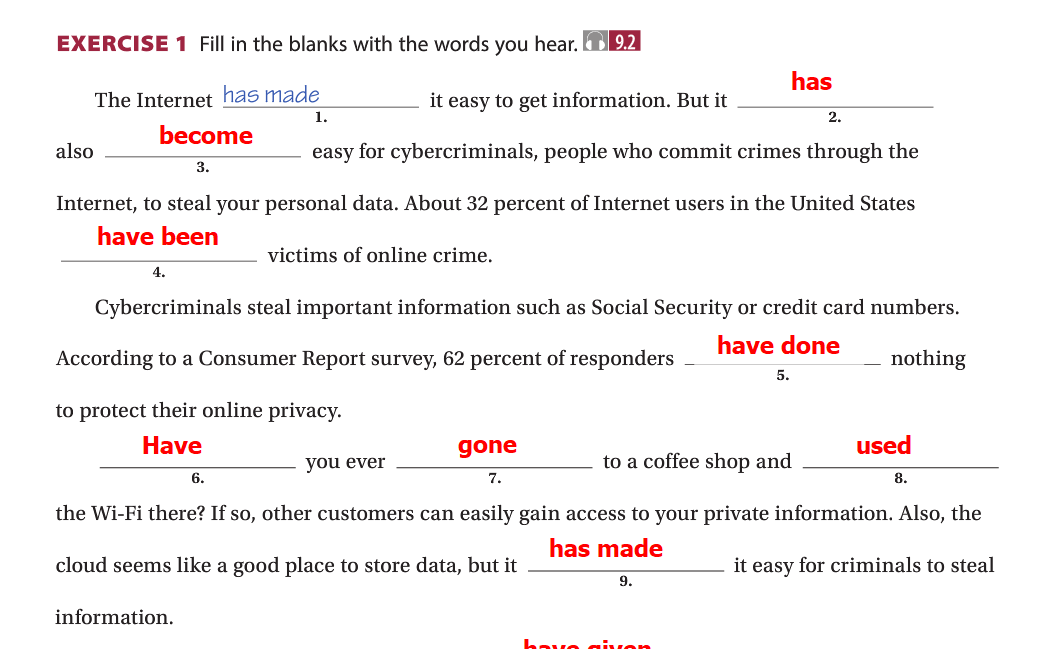 EXERCISE 1 Fill in the blanks with the words you hear. 9.2
The Internet has made it easy to get information. But it has
1. 2.
also become easy for cybercriminals, people who commit crimes through the
3.
Internet, to steal your personal data. About 32 percent of Internet users in the United States
have been victims of online crime.
4.
Cybercriminals steal important information such as Social Security or credit card numbers.
According to a Consumer Report survey, 62 percent of responders have done nothing
5.
to protect their online privacy.
Have you ever gone to a coffee shop and used
6. 7. 8.
the Wi-Fi there? If so, other customers can easily gain access to your private information. Also, the
cloud seems like a good place to store data, but it has made it easy for criminals to steal
9.
information.
have given